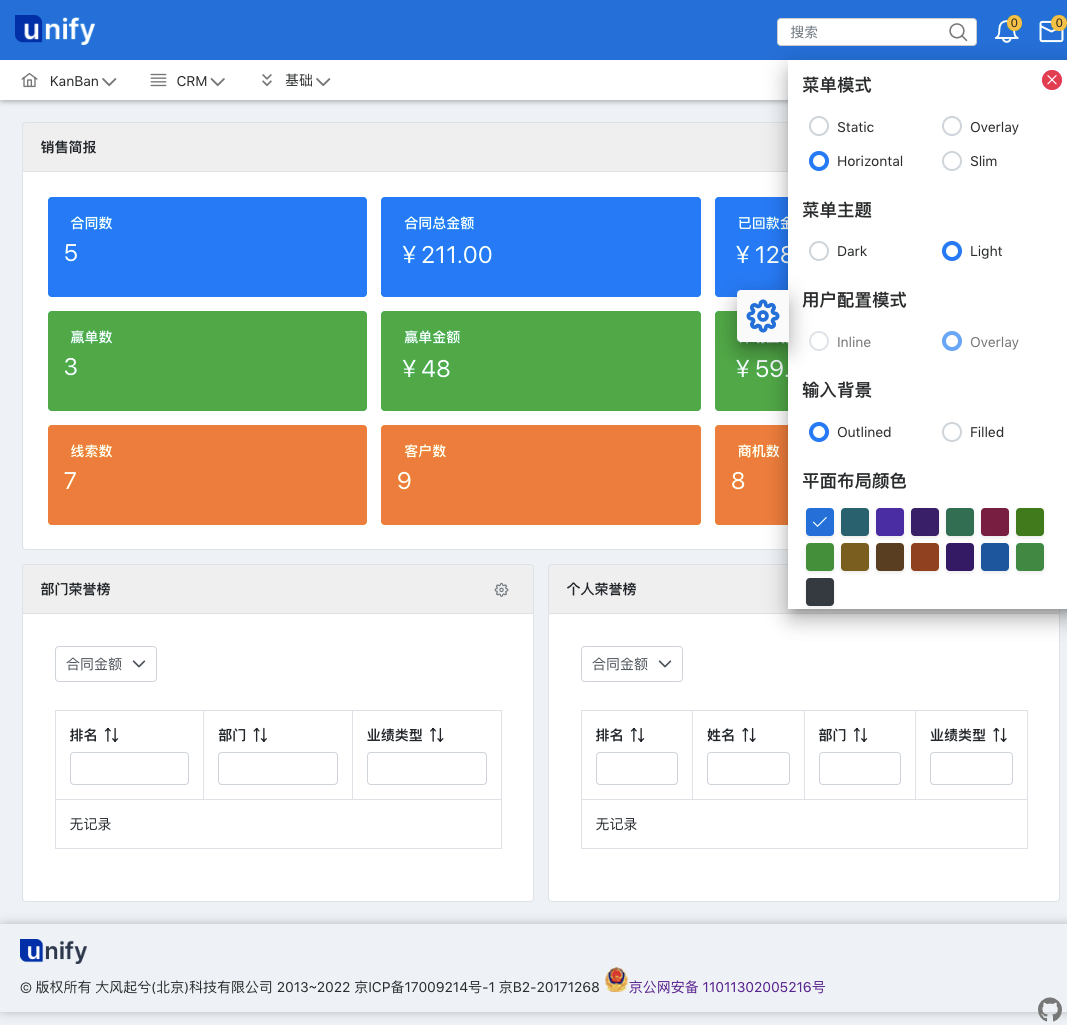 unify
搜索
0
0
KanBan
CRM
基础
销售简报
合同数
5
合同总金额
¥ 211.00
已回款金
¥ 128
赢单数
3
赢单金额
¥ 48
¥ 59.
线索数
7
客户数
9
商机数
8
菜单模式
Static
Overlay
Horizontal
Slim
菜单主题
Dark
Light
用户配置模式
Inline
Overlay
输入背景
Outlined
Filled
平面布局颜色
部门荣誉榜
合同金额
排名 部门 业绩类型
无记录
个人荣誉榜
合同金额
排名 姓名 部门 业绩类型
无记录
unify
© 版权所有 大风起兮(北京)科技有限公司 2013~2022 京ICP备17009214号-1 京B2-20171268 京公网安备 11011302005216号